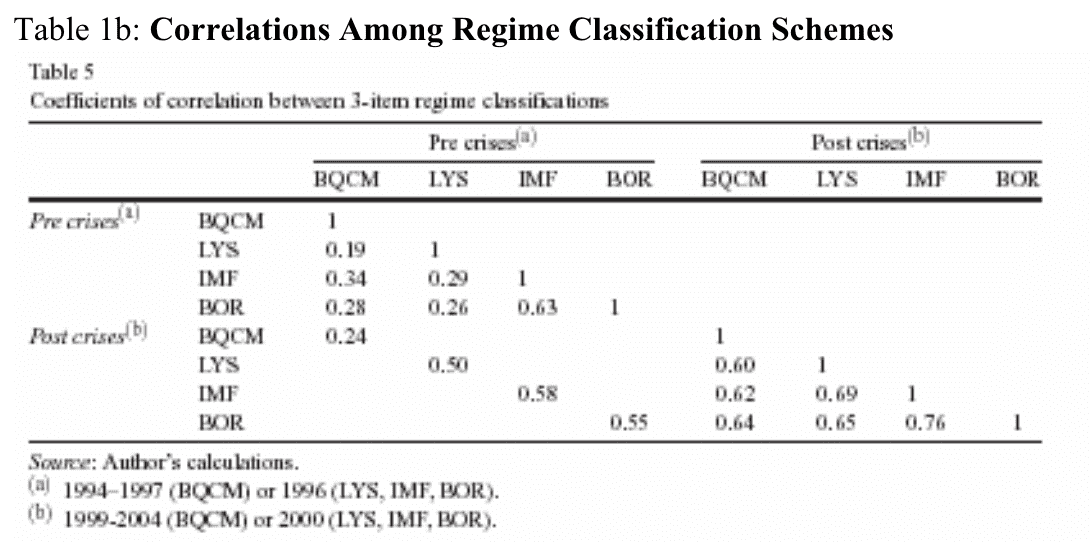 Table 1b: Correlations Among Regime Classification Schemes
Table 5
Coefficients of correlation between 3-item regime classifications
Pre crises(a) Post crises(b)
BQCM LYS IMF BOR BQCM LYS IMF BOR
Pre crises(a) BQCM 1
LYS 0.19 1
IMF 0.34 0.29 1
BOR 0.28 0.26 0.63 1
Post crises(b) BQCM 0.24 1
LYS 0.50 0.60 1
IMF 0.58 0.62 0.69 1
BOR 0.55 0.64 0.65 0.76 1
Source: Author's calculations.
(a) 1994–1997 (BQCM) or 1996 (LYS, IMF, BOR).
(b) 1999-2004 (BQCM) or 2000 (LYS, IMF, BOR).